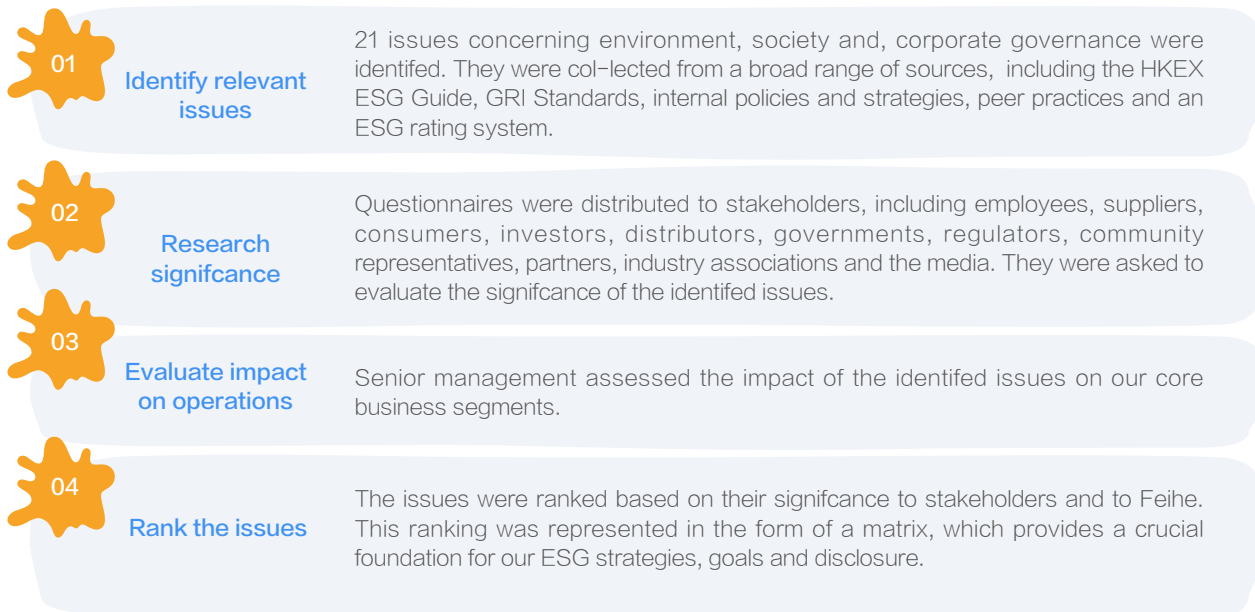 01
Identify relevant
issues
21 issues concerning environment, society and, corporate governance were
identifed. They were col-lected from a broad range of sources, including the HKEX
ESG Guide, GRI Standards, internal policies and strategies, peer practices and an
ESG rating system.
02
Research
signifcance
Questionnaires were distributed to stakeholders, including employees, suppliers,
consumers, investors, distributors, governments, regulators, community
representatives, partners, industry associations and the media. They were asked to
evaluate the signifcance of the identifed issues.
03
Evaluate impact
on operations
Senior management assessed the impact of the identifed issues on our core
business segments.
04
Rank the issues
The issues were ranked based on their signifcance to stakeholders and to Feihe.
This ranking was represented in the form of a matrix, which provides a crucial
foundation for our ESG strategies, goals and disclosure.